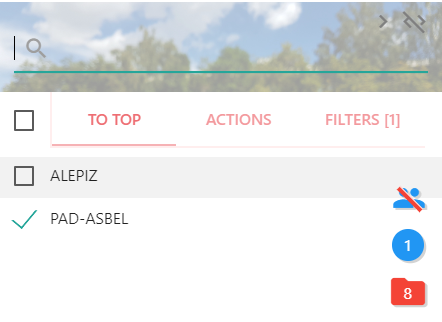 TO TOP ACTIONS FILTERS [1]
ALEPIZ
PAD-ASBEL
1
8